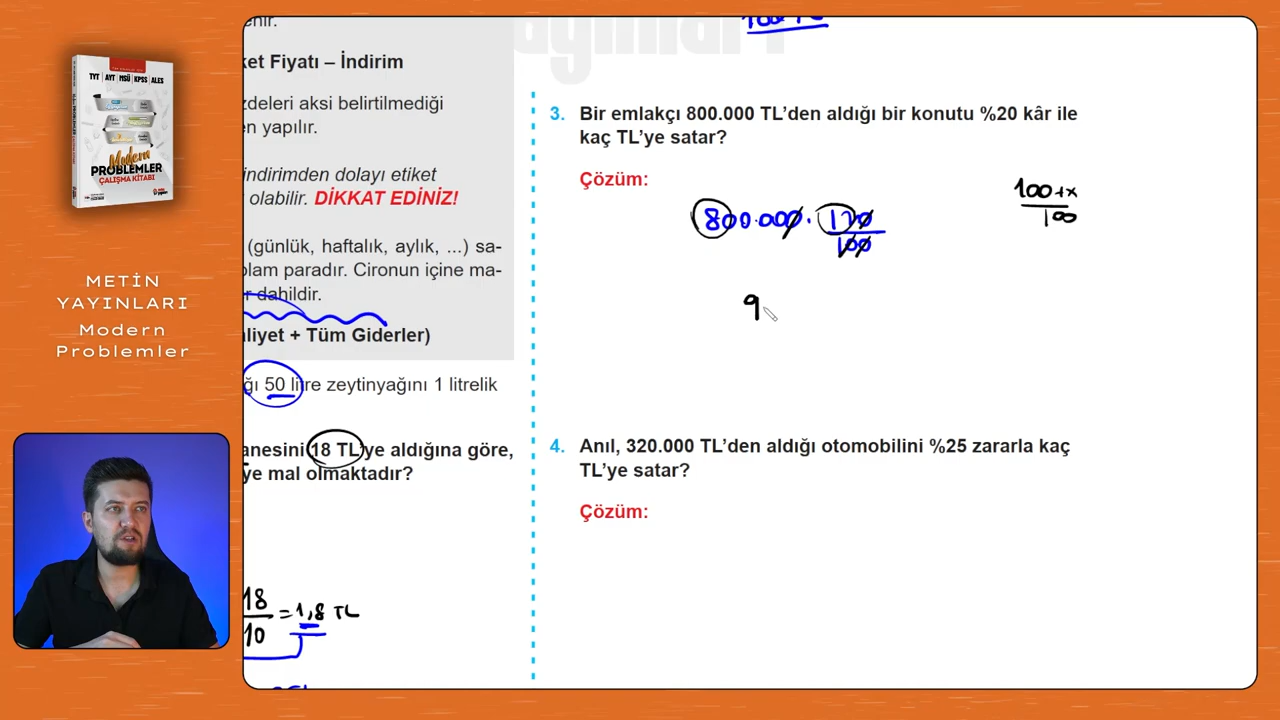 TYT | AYT | MSÜ | KPSS | ALES
Modern
PROBLEMLER
ÇALIŞMA KİTABI
METİN
YAYINLARI
Modern
Problemler
ket Fiyatı – İndirim
zdeleri aksi belirtilmediği
en yapılır.
indirimden dolayı etiket
olabilir. DİKKAT EDİNİZ!
(günlük, haftalık, aylık, ...) sa-
plam paradır. Cironun içine ma-
er dahildir.
aliyet + Tüm Giderler)
ğı 50 litre zeytinyağını 1 litrelik
anesini 18 TL'ye aldığına göre,
ye mal olmaktadır?
18
10
= 1,8 TL
3. Bir emlakçı 800.000 TL'den aldığı bir konutu %20 kâr ile
kaç TL'ye satar?
Çözüm:
800.000 . 120
100
100+x
100
9
4. Anıl, 320.000 TL'den aldığı otomobilini %25 zararla kaç
TL'ye satar?
Çözüm: